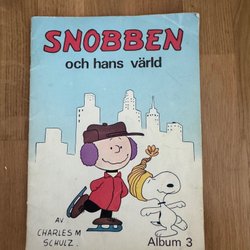 SNOBBEN
och hans värld
AV
CHARLES M
SCHULZ.
Album 3